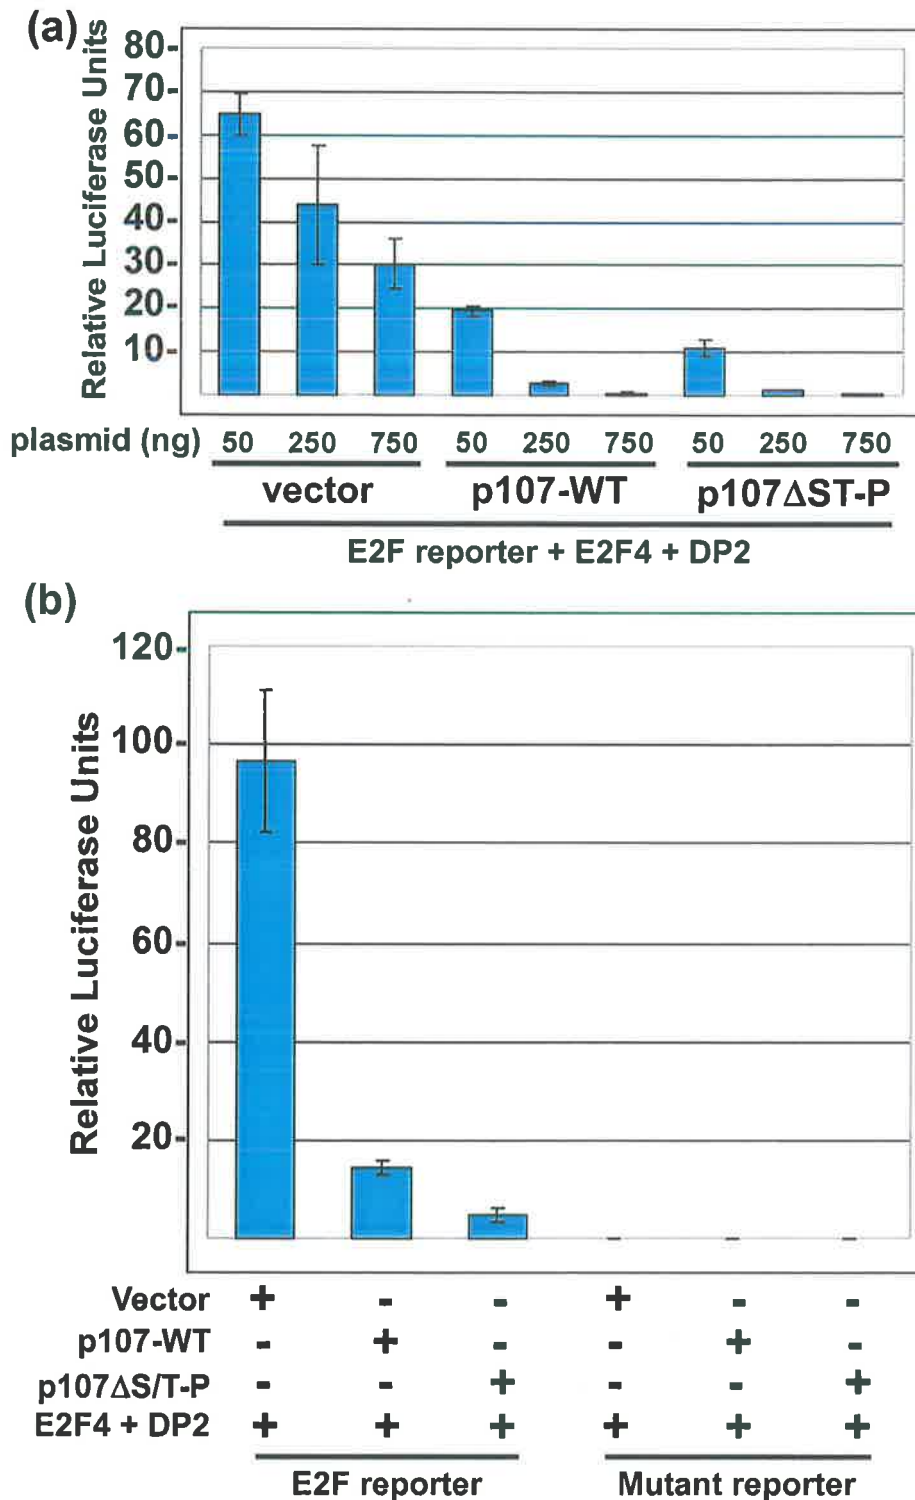 (a)
Relative Luciferase Units
80-
70-
60-
50-
40-
30-
20-
10-
plasmid (ng) 50 250 750 50 250 750 50 250 750
vector p107-WT p107ΔST-P
E2F reporter + E2F4 + DP2
(b)
Relative Luciferase Units
120-
100-
80-
60-
40-
20-
Vector + - - + - -
p107-WT - + - - + -
p107ΔS/T-P - - + - - +
E2F4 + DP2 + + + + + +
E2F reporter Mutant reporter